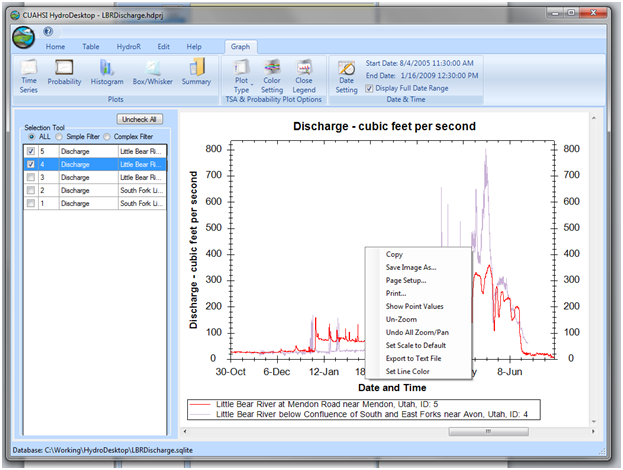 CUAHSI HydroDesktop - LBRDischarge.hdprj
Home Table HydroR Edit Help Graph
Time Series
Probability
Histogram
Box/Whisker
Summary
Plots
Plot Type
Color Setting
Close Legend
TSA & Probability Plot Options
Date Setting
Start Date: 8/4/2005 11:30:00 AM
End Date: 1/16/2009 12:30:00 PM
Display Full Date Range
Date & Time
Uncheck All
Selection Tool
ALL Simple Filter Complex Filter
5 Discharge Little Bear Ri...
4 Discharge Little Bear Ri...
3 Discharge Little Bear Ri...
2 Discharge South Fork Li...
1 Discharge South Fork Li...
Discharge - cubic feet per second
Discharge - cubic feet per second
800 800
700 700
600 600
500 500
400 400
300 300
200 200
100 100
0 0
30-Oct 6-Dec 12-Jan 18 8-Jun
Date and Time
Copy
Save Image As...
Page Setup...
Print...
Show Point Values
Un-Zoom
Undo All Zoom/Pan
Set Scale to Default
Export to Text File
Set Line Color
Little Bear River at Mendon Road near Mendon, Utah, ID: 5
Little Bear River below Confluence of South and East Forks near Avon, Utah, ID: 4
Database: C:\Working\HydroDesktop\LBRDischarge.sqlite